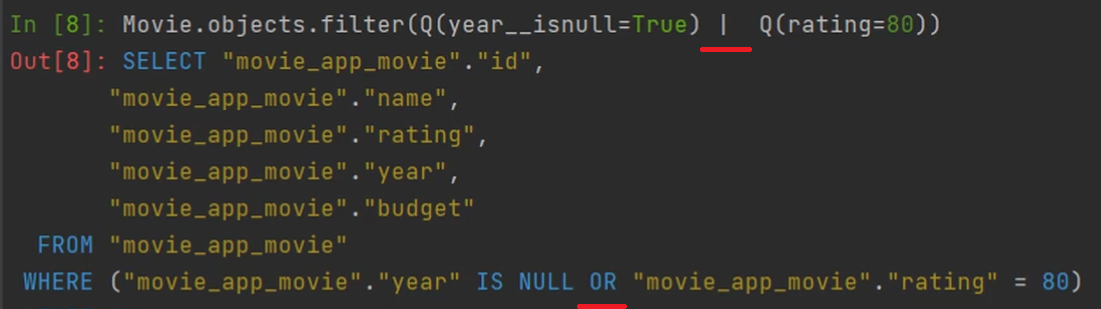 In [8]: Movie.objects.filter(Q(year__isnull=True) |  Q(rating=80))
Out[8]: SELECT "movie_app_movie"."id",
"movie_app_movie"."name",
"movie_app_movie"."rating",
"movie_app_movie"."year",
"movie_app_movie"."budget"
FROM "movie_app_movie"
WHERE ("movie_app_movie"."year" IS NULL OR "movie_app_movie"."rating" = 80)